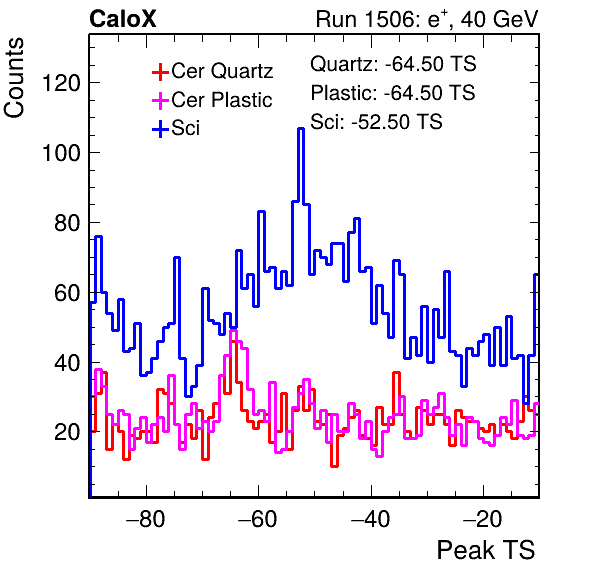 CaloX Run 1506: e⁺, 40 GeV
Counts
Cer Quartz
Cer Plastic
Sci
Quartz: -64.50 TS
Plastic: -64.50 TS
Sci: -52.50 TS
120
100
80
60
40
20
−80 −60 −40 −20
Peak TS